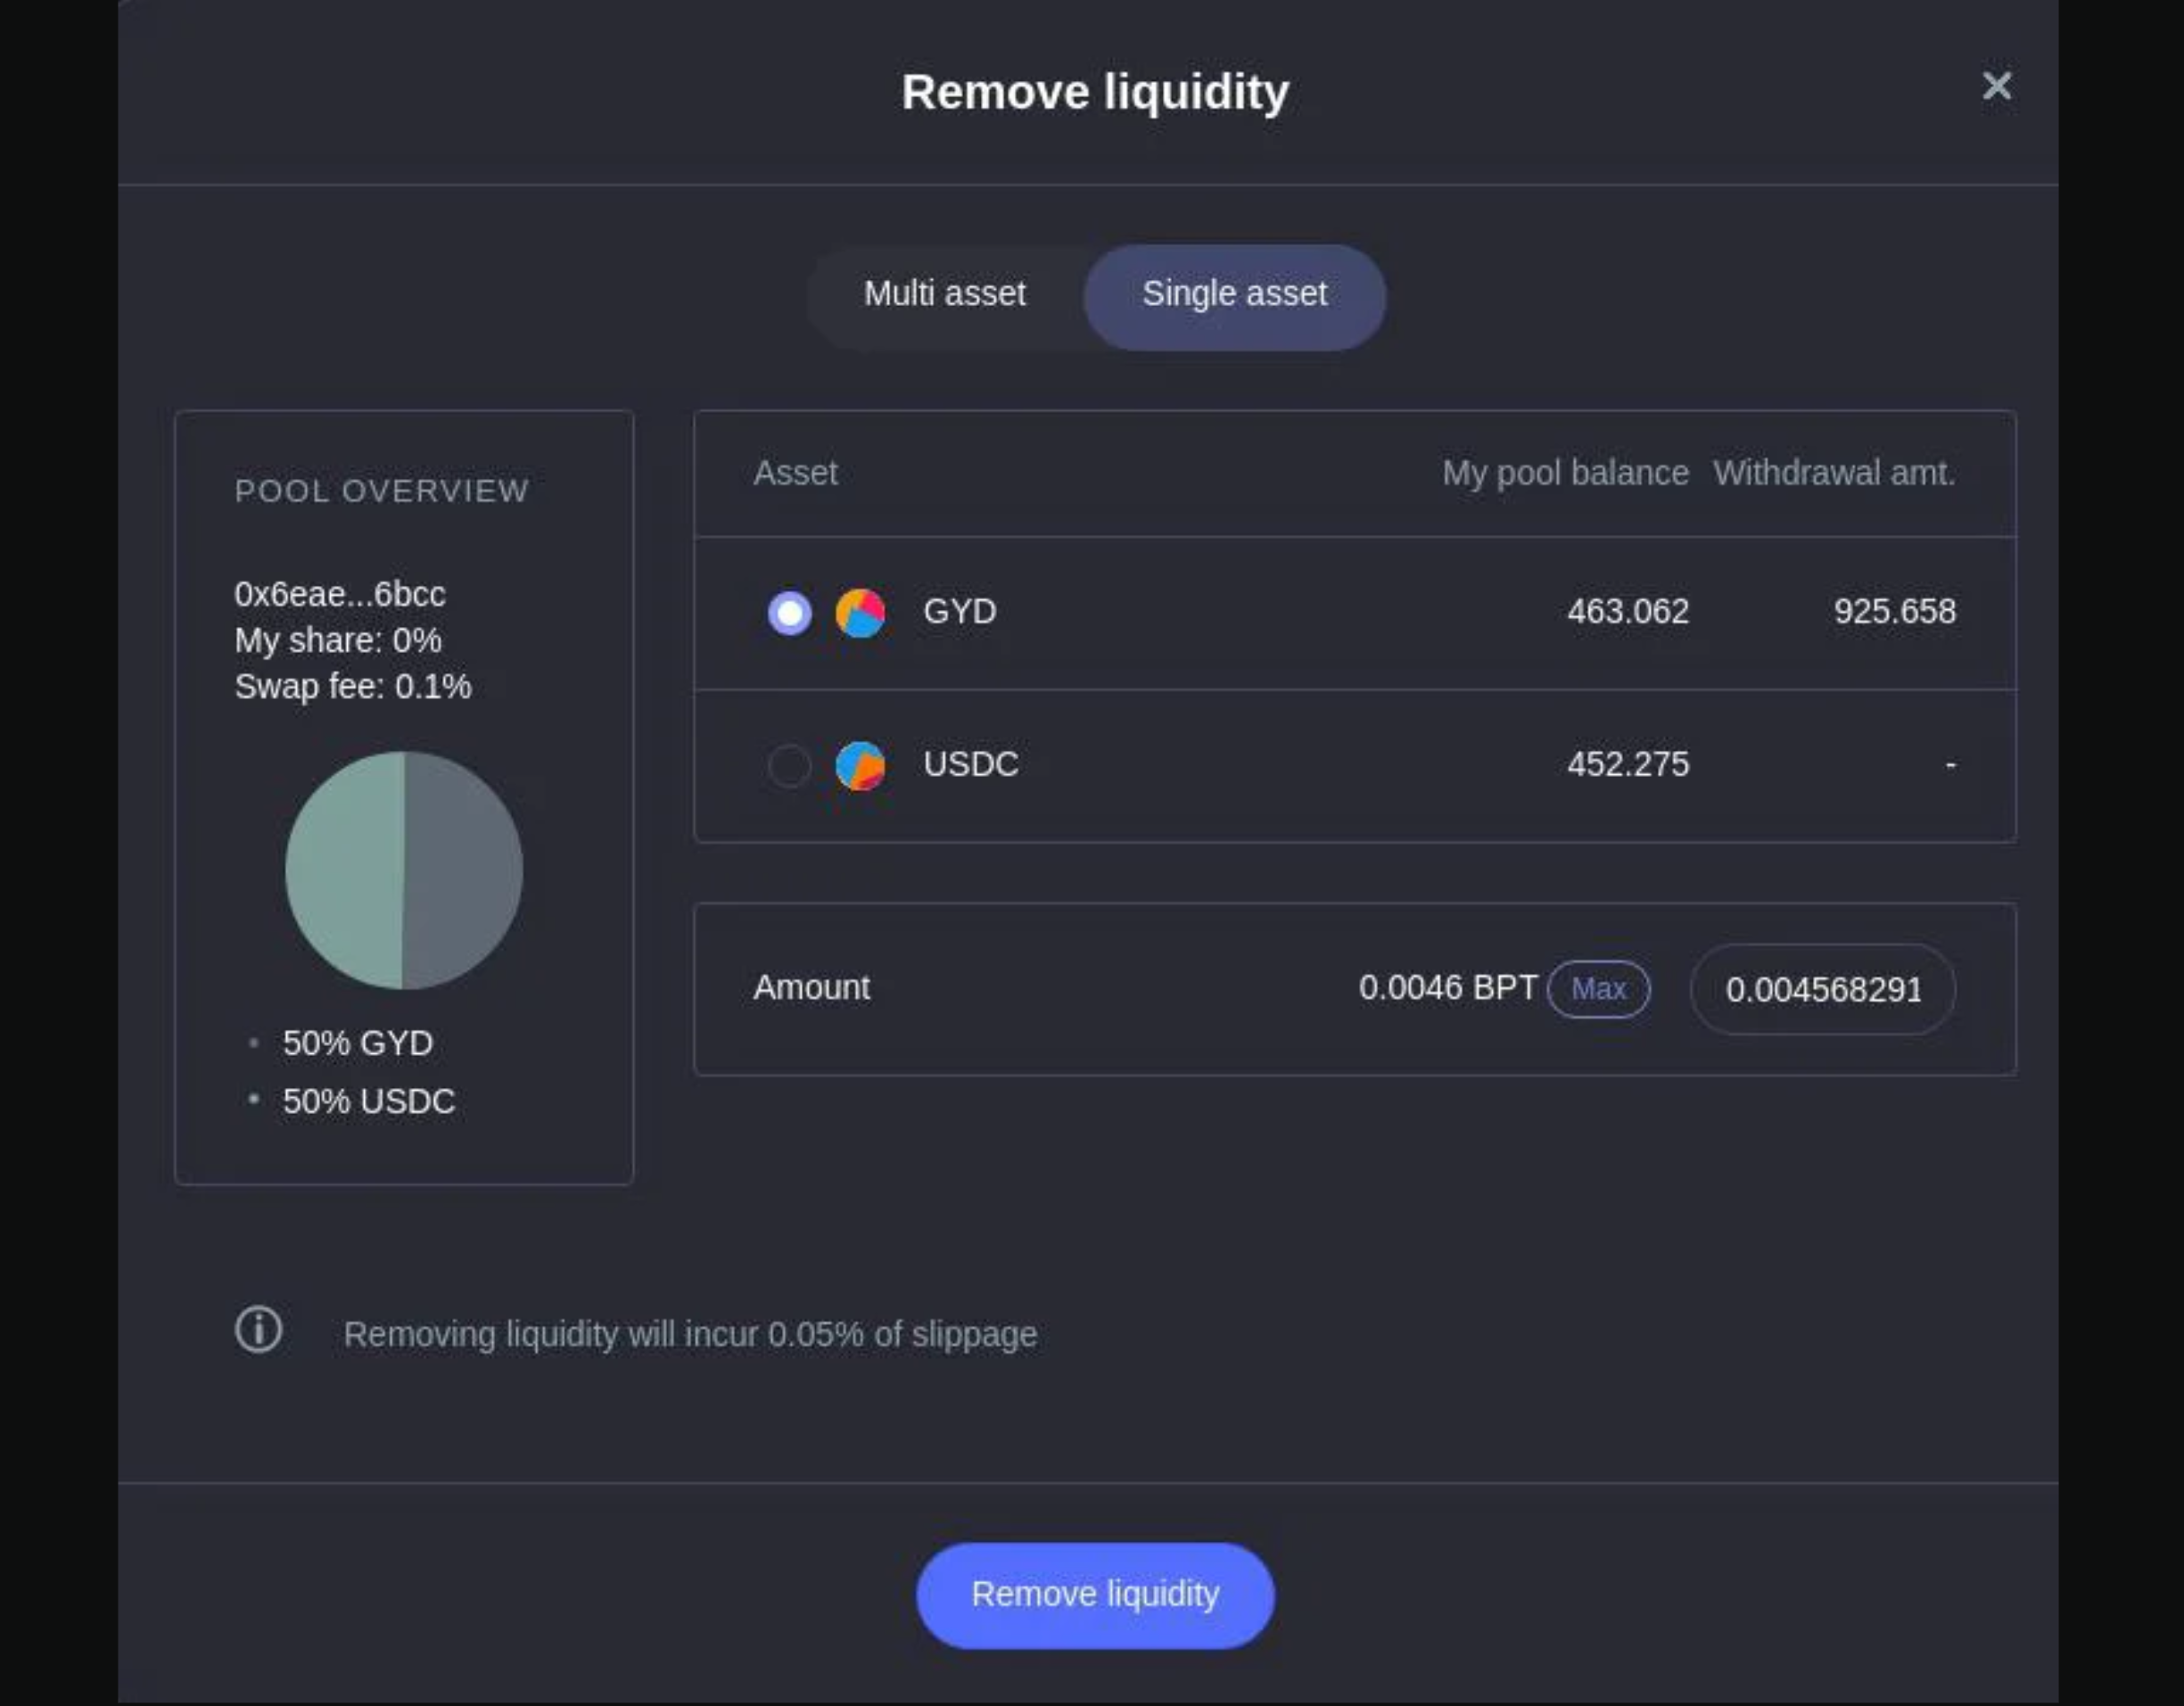 Remove liquidity
Multi asset
Single asset
POOL OVERVIEW
0x6eae...6bcc
My share: 0%
Swap fee: 0.1%
50% GYD
50% USDC
Asset My pool balance Withdrawal amt.
GYD 463.062 925.658
USDC 452.275 -
Amount 0.0046 BPT Max 0.004568291
Removing liquidity will incur 0.05% of slippage
Remove liquidity